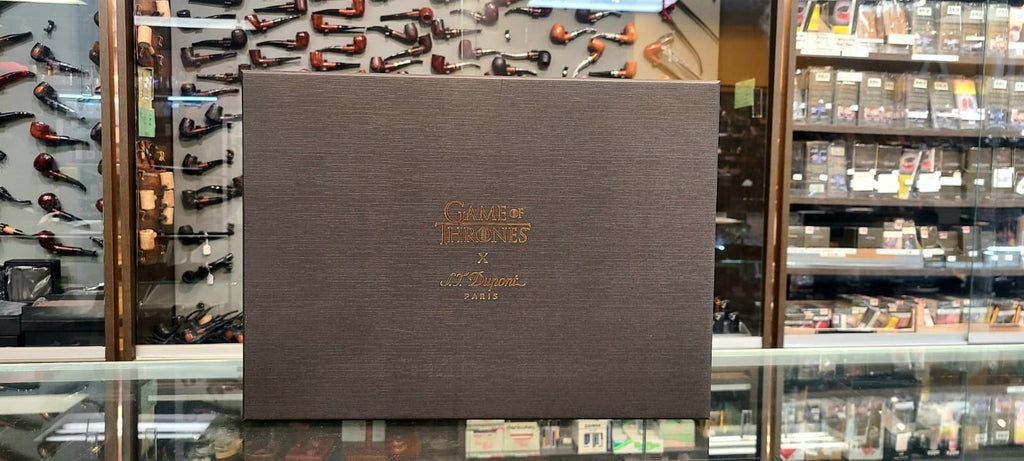 GAME OF
THRONES
X
S.T. Dupont
PARIS